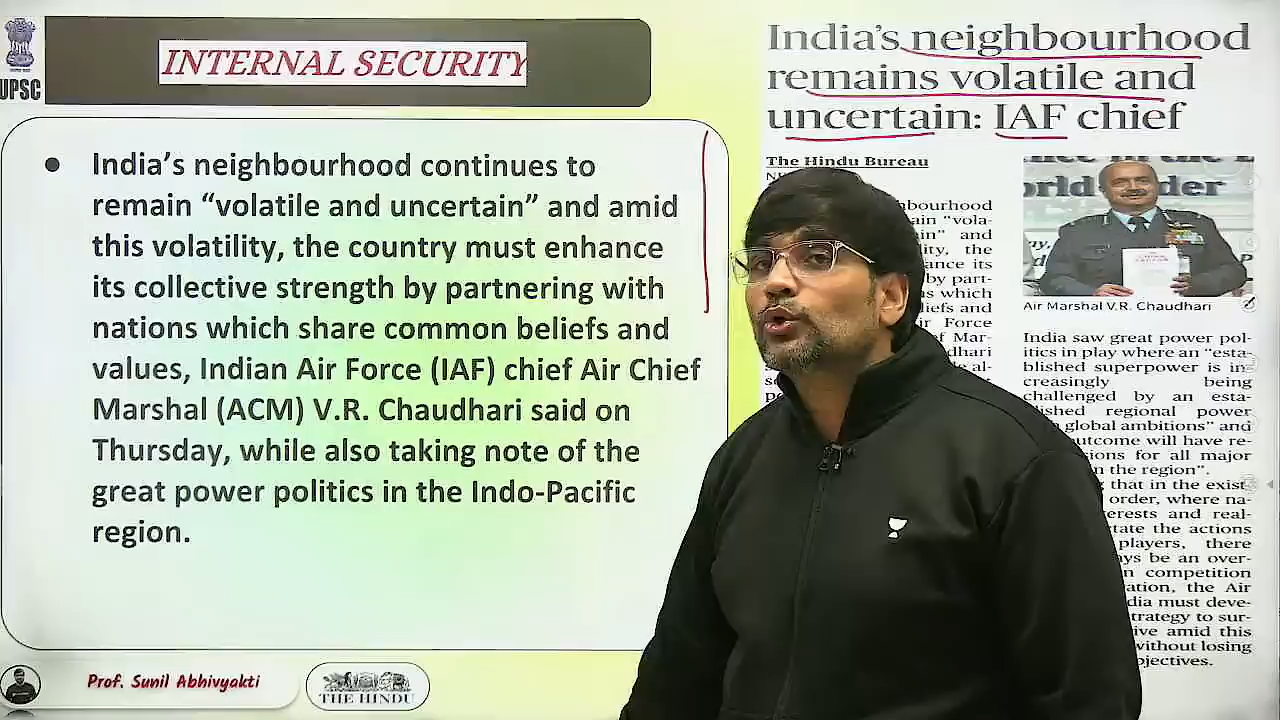 UPSC
INTERNAL SECURITY
India's neighbourhood continues to
remain “volatile and uncertain” and amid
this volatility, the country must enhance
its collective strength by partnering with
nations which share common beliefs and
values, Indian Air Force (IAF) chief Air Chief
Marshal (ACM) V.R. Chaudhari said on
Thursday, while also taking note of the
great power politics in the Indo-Pacific
region.
Prof. Sunil Abhivyakti
THE HINDU
India's neighbourhood
remains volatile and
uncertain: IAF chief
The Hindu Bureau
Air Marshal V.R. Chaudhari
India saw great power pol-
itics in play where an “esta-
blished superpower is in-
creasingly being
challenged by an esta-
blished regional power
global ambitions” and
outcome will have re-
for all major
in the region”.
that in the exist-
order, where na-
and real-
the actions
players, there
be an over-
competition
the Air
must deve-
to sur-
amid this
without losing